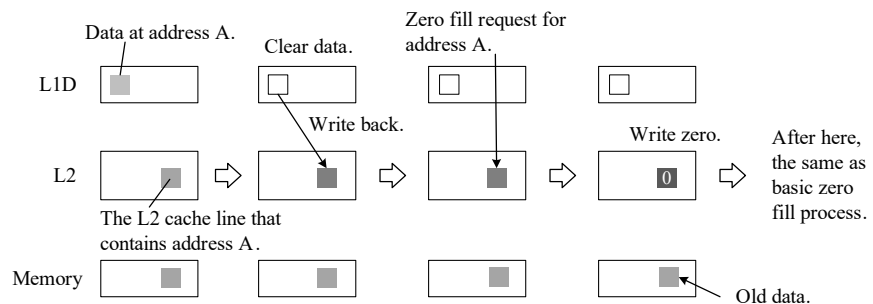 Data at address A.
Clear data.
Zero fill request for
address A.
L1D
Write back.
Write zero.
L2
0
After here,
the same as
basic zero
fill process.
The L2 cache line that
contains address A.
Memory
Old data.